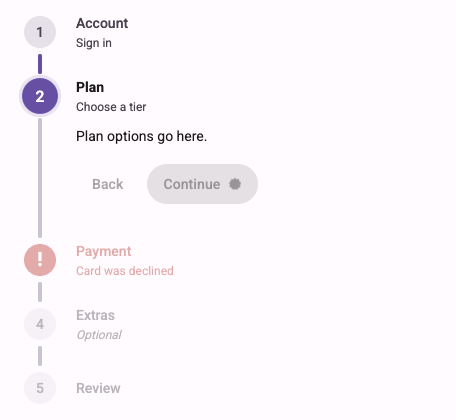 1
Account
Sign in
2
Plan
Choose a tier
Plan options go here.
Back
Continue
!
Payment
Card was declined
4
Extras
Optional
5
Review